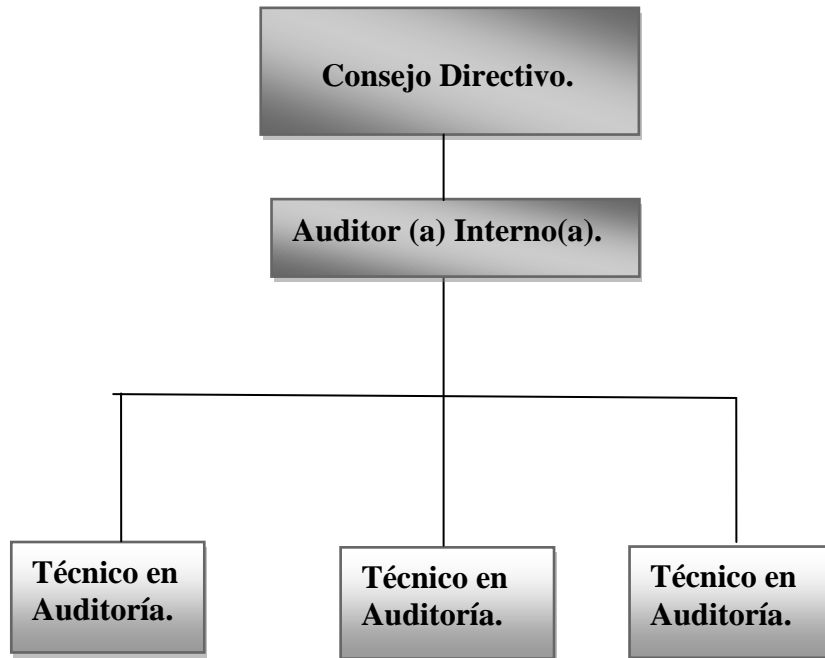 Consejo Directivo.
Auditor (a) Interno(a).
Técnico en
Auditoría.
Técnico en
Auditoría.
Técnico en
Auditoría.